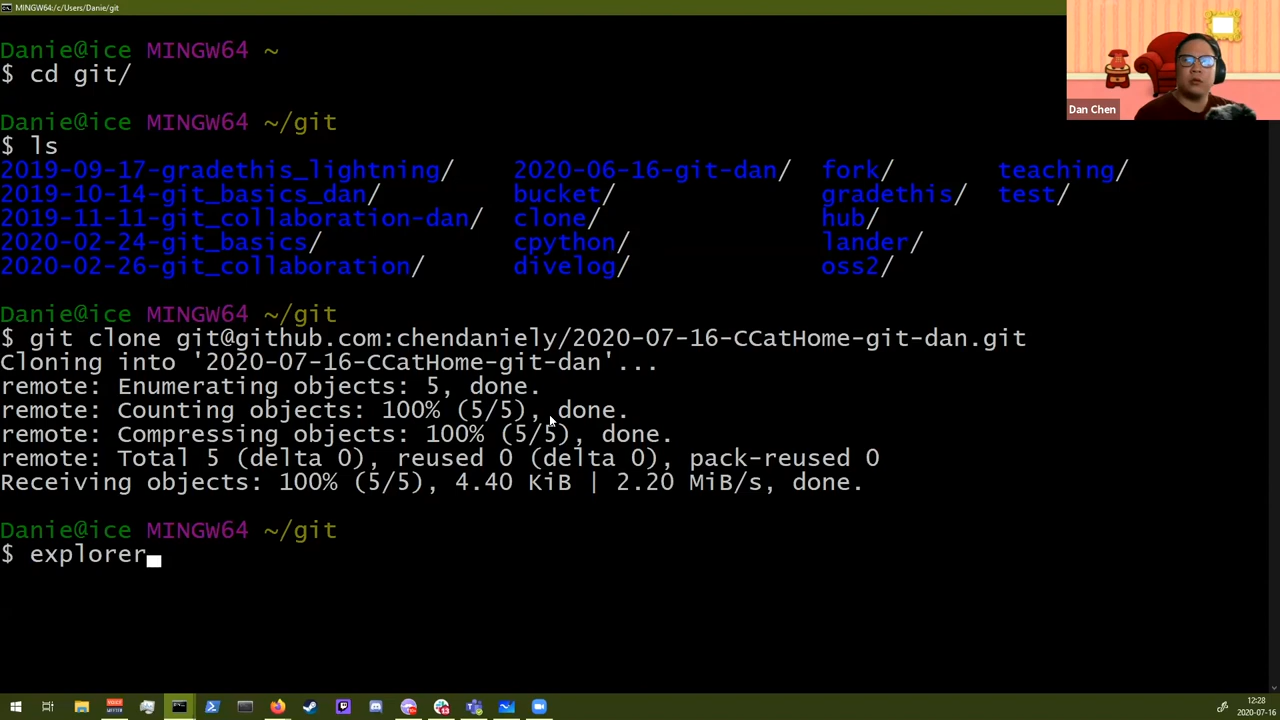 MINGW64:/c/Users/Danie/git
Danie@ice MINGW64 ~
$ cd git/
Dan Chen
Danie@ice MINGW64 ~/git
$ ls
2019-09-17-gradethis_lightning/ 2020-06-16-git-dan/ fork/ teaching/
2019-10-14-git_basics_dan/ bucket/ gradethis/ test/
2019-11-11-git_collaboration-dan/ clone/ hub/
2020-02-24-git_basics/ cpython/ lander/
2020-02-26-git_collaboration/ divelog/ oss2/
Danie@ice MINGW64 ~/git
$ git clone git@github.com:chendaniely/2020-07-16-CCatHome-git-dan.git
Cloning into '2020-07-16-CCatHome-git-dan'...
remote: Enumerating objects: 5, done.
remote: Counting objects: 100% (5/5), done.
remote: Compressing objects: 100% (5/5), done.
remote: Total 5 (delta 0), reused 0 (delta 0), pack-reused 0
Receiving objects: 100% (5/5), 4.40 KiB | 2.20 MiB/s, done.
Danie@ice MINGW64 ~/git
$ explorer
12:28
2020-07-16